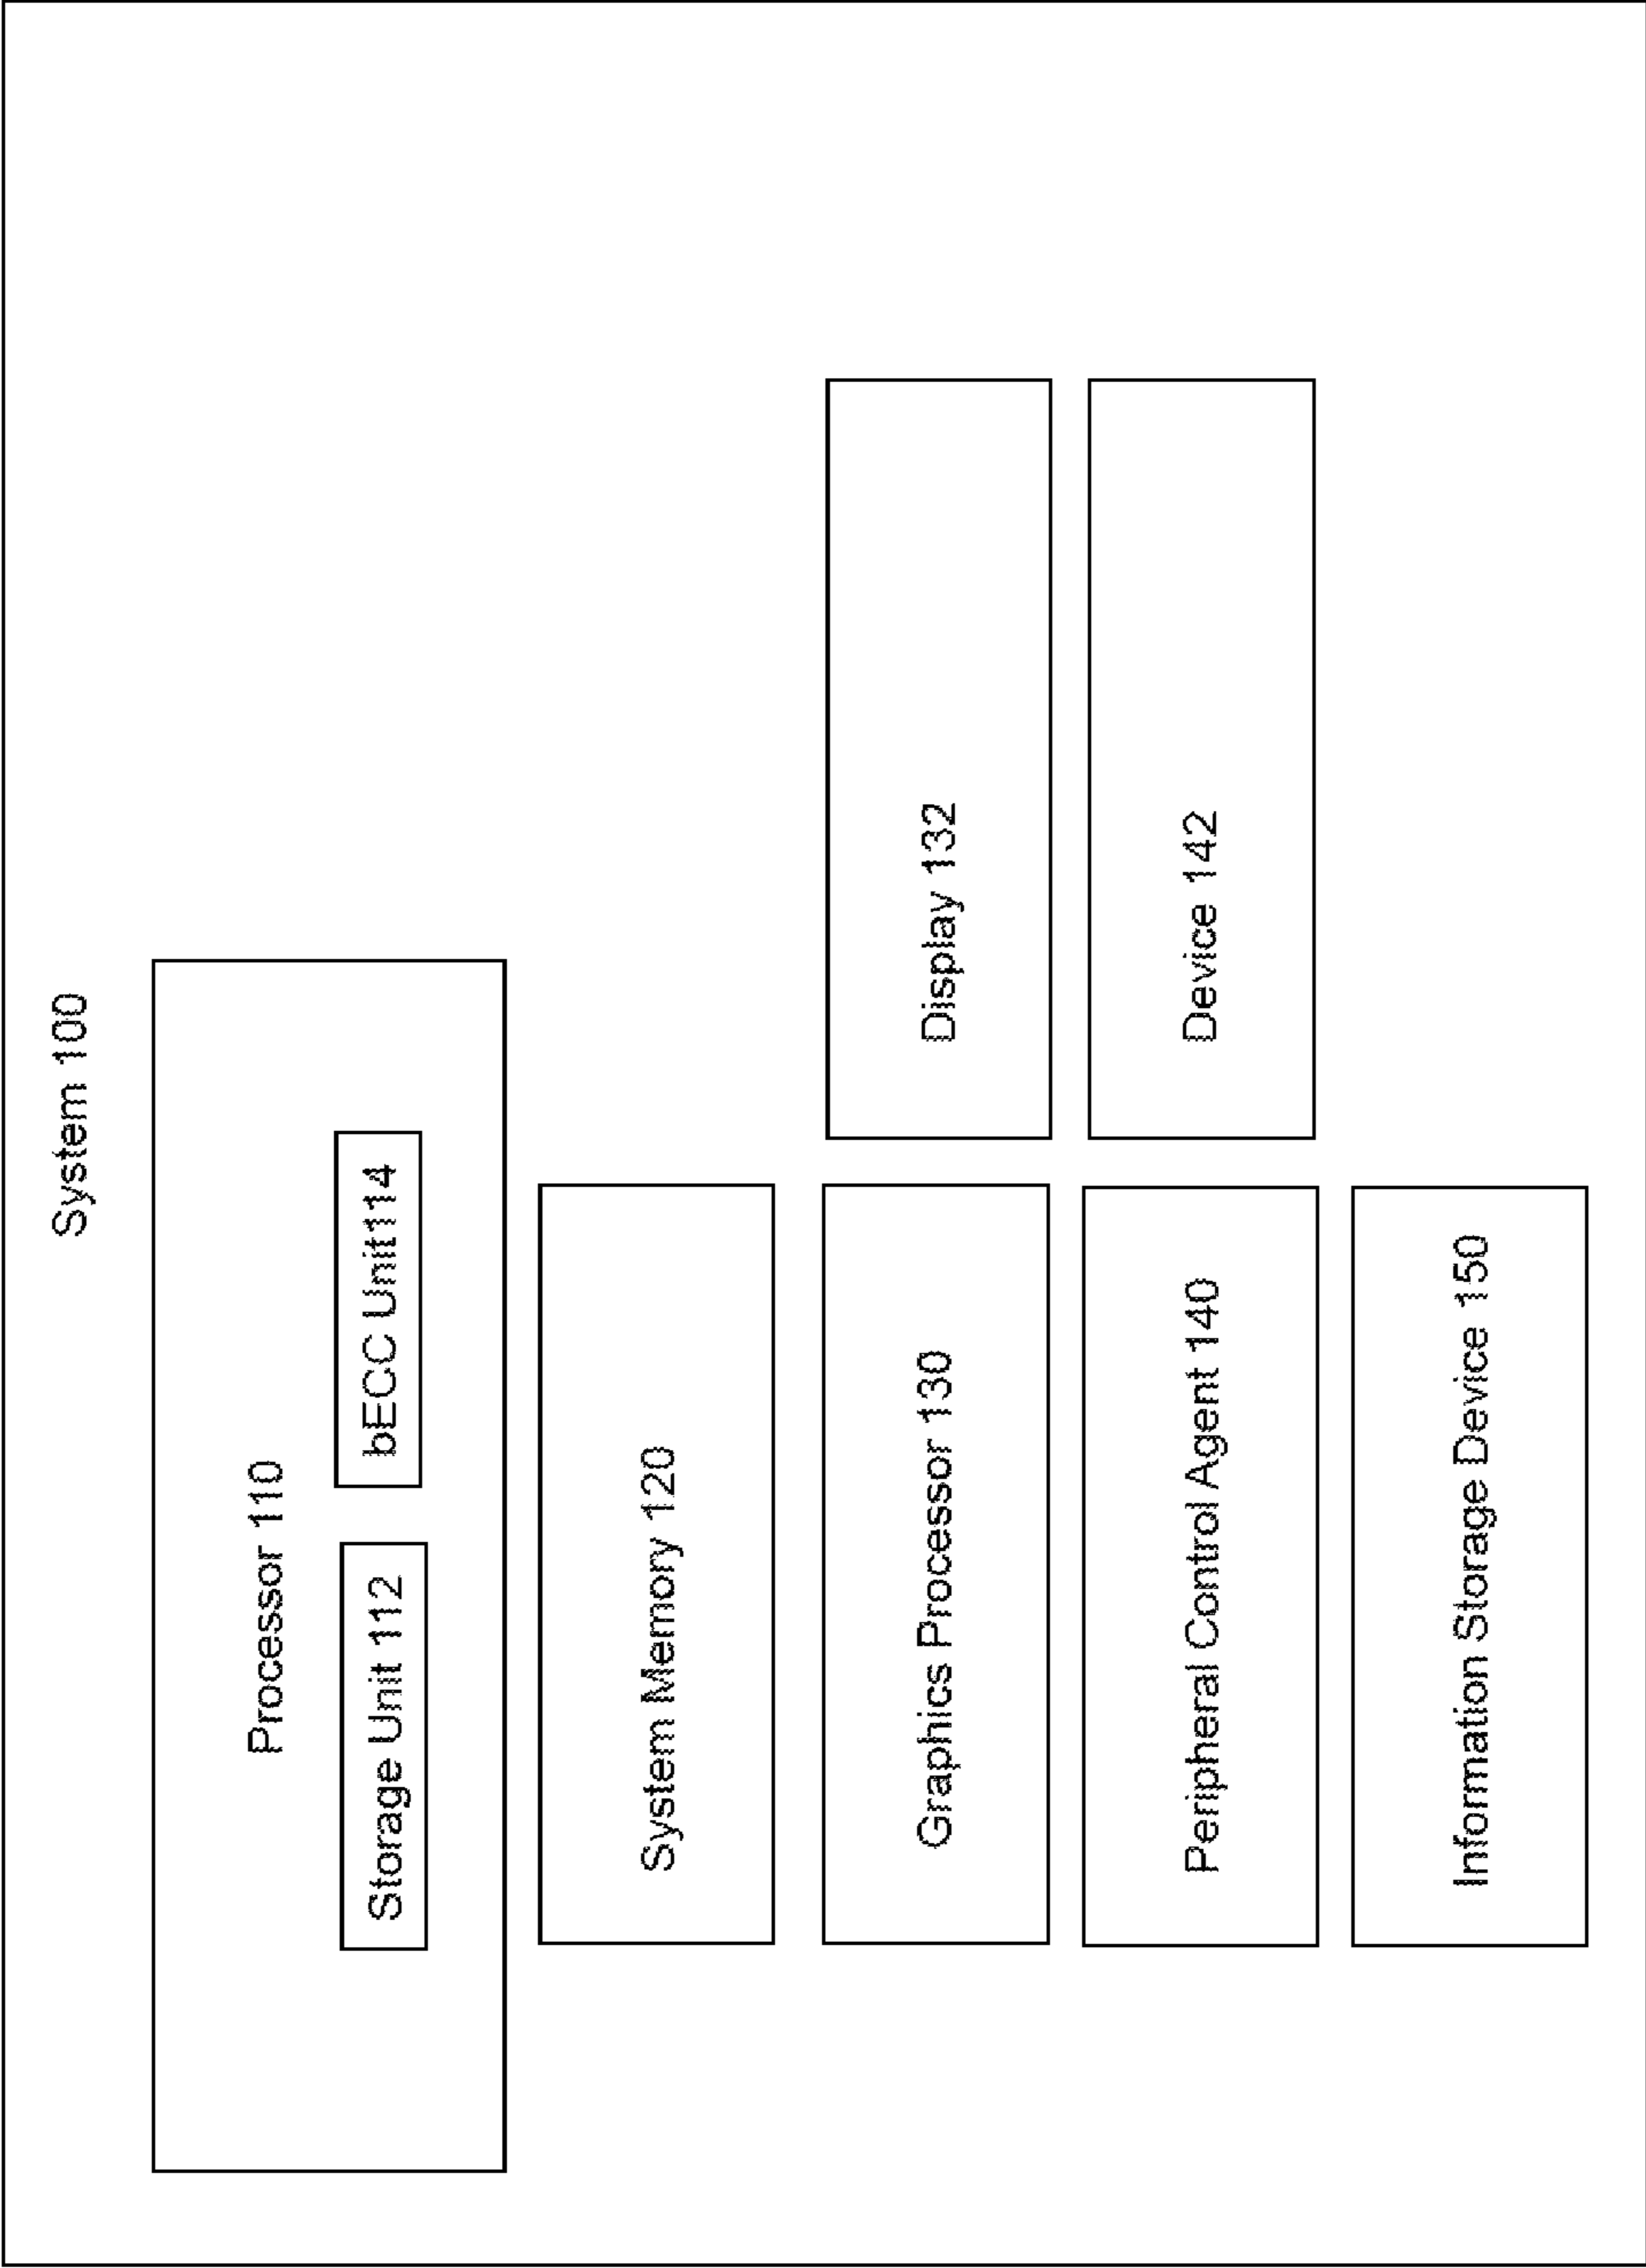 System 100
Processor 110
Storage Unit 112
bECC Unit114
System Memory 120
Graphics Processor 130
Display 132
Peripheral Control Agent 140
Device 142
Information Storage Device 150